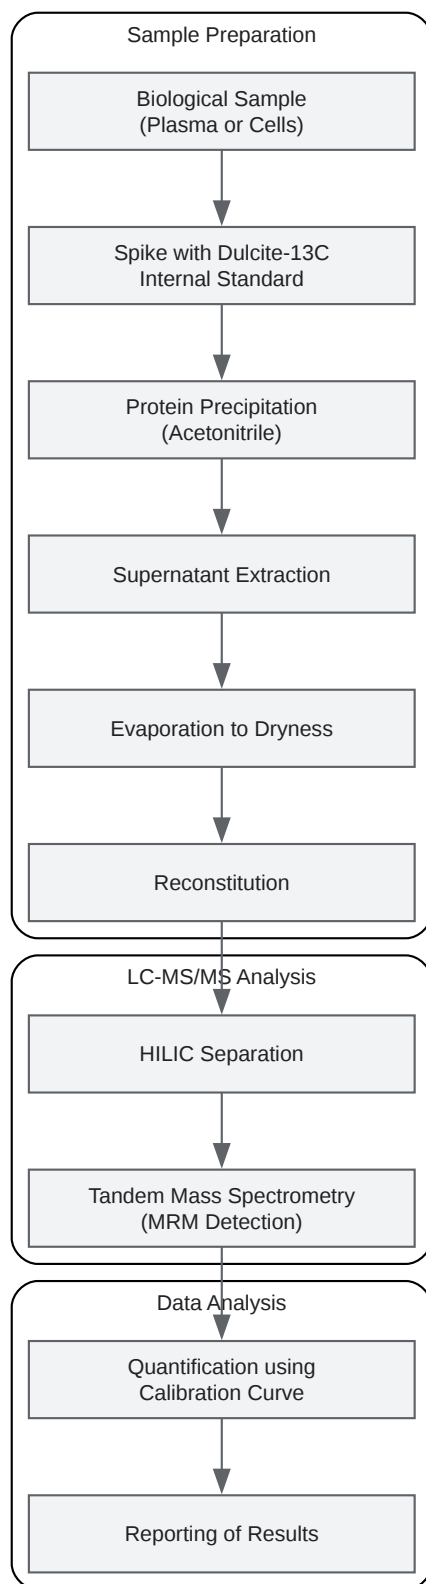 Sample Preparation
Biological Sample
(Plasma or Cells)
Spike with Dulcite-13C
Internal Standard
Protein Precipitation
(Acetonitrile)
Supernatant Extraction
Evaporation to Dryness
Reconstitution
LC-MS/MS Analysis
HILIC Separation
Tandem Mass Spectrometry
(MRM Detection)
Data Analysis
Quantification using
Calibration Curve
Reporting of Results